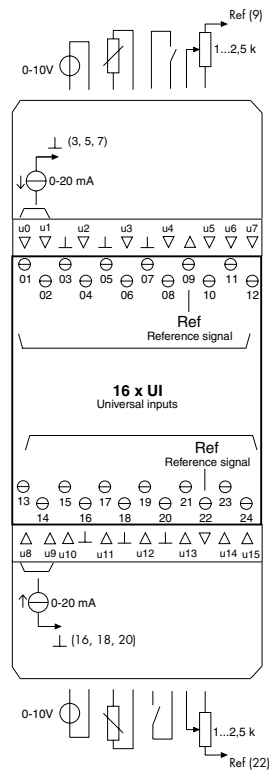 Ref (9)
0-10V
1...2,5 k
⊥ (3, 5, 7)
0-20 mA
u0 u1 ⊥ u2 ⊥ u3 ⊥ u4 u5 u6 u7
01 03 05 07 09 11
02 04 06 08 10 12
Ref
Reference signal
16 x UI
Universal inputs
Ref
Reference signal
13 15 17 19 21 23
14 16 18 20 22 24
u8 u9 u10 ⊥ u11 ⊥ u12 ⊥ u13 u14 u15
0-20 mA
⊥ (16, 18, 20)
0-10V
1...2,5 k
Ref (22)